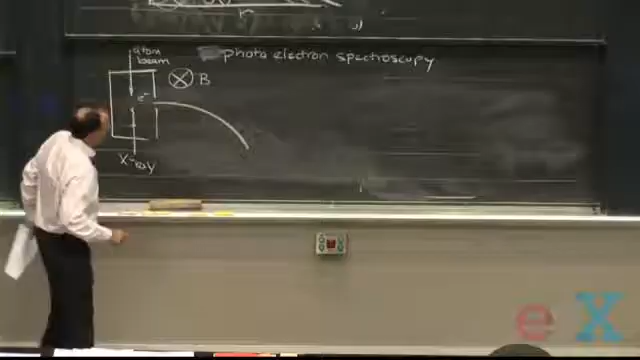 atom
beam
photo electron spectroscopy
B
e⁻
X-ray
e X